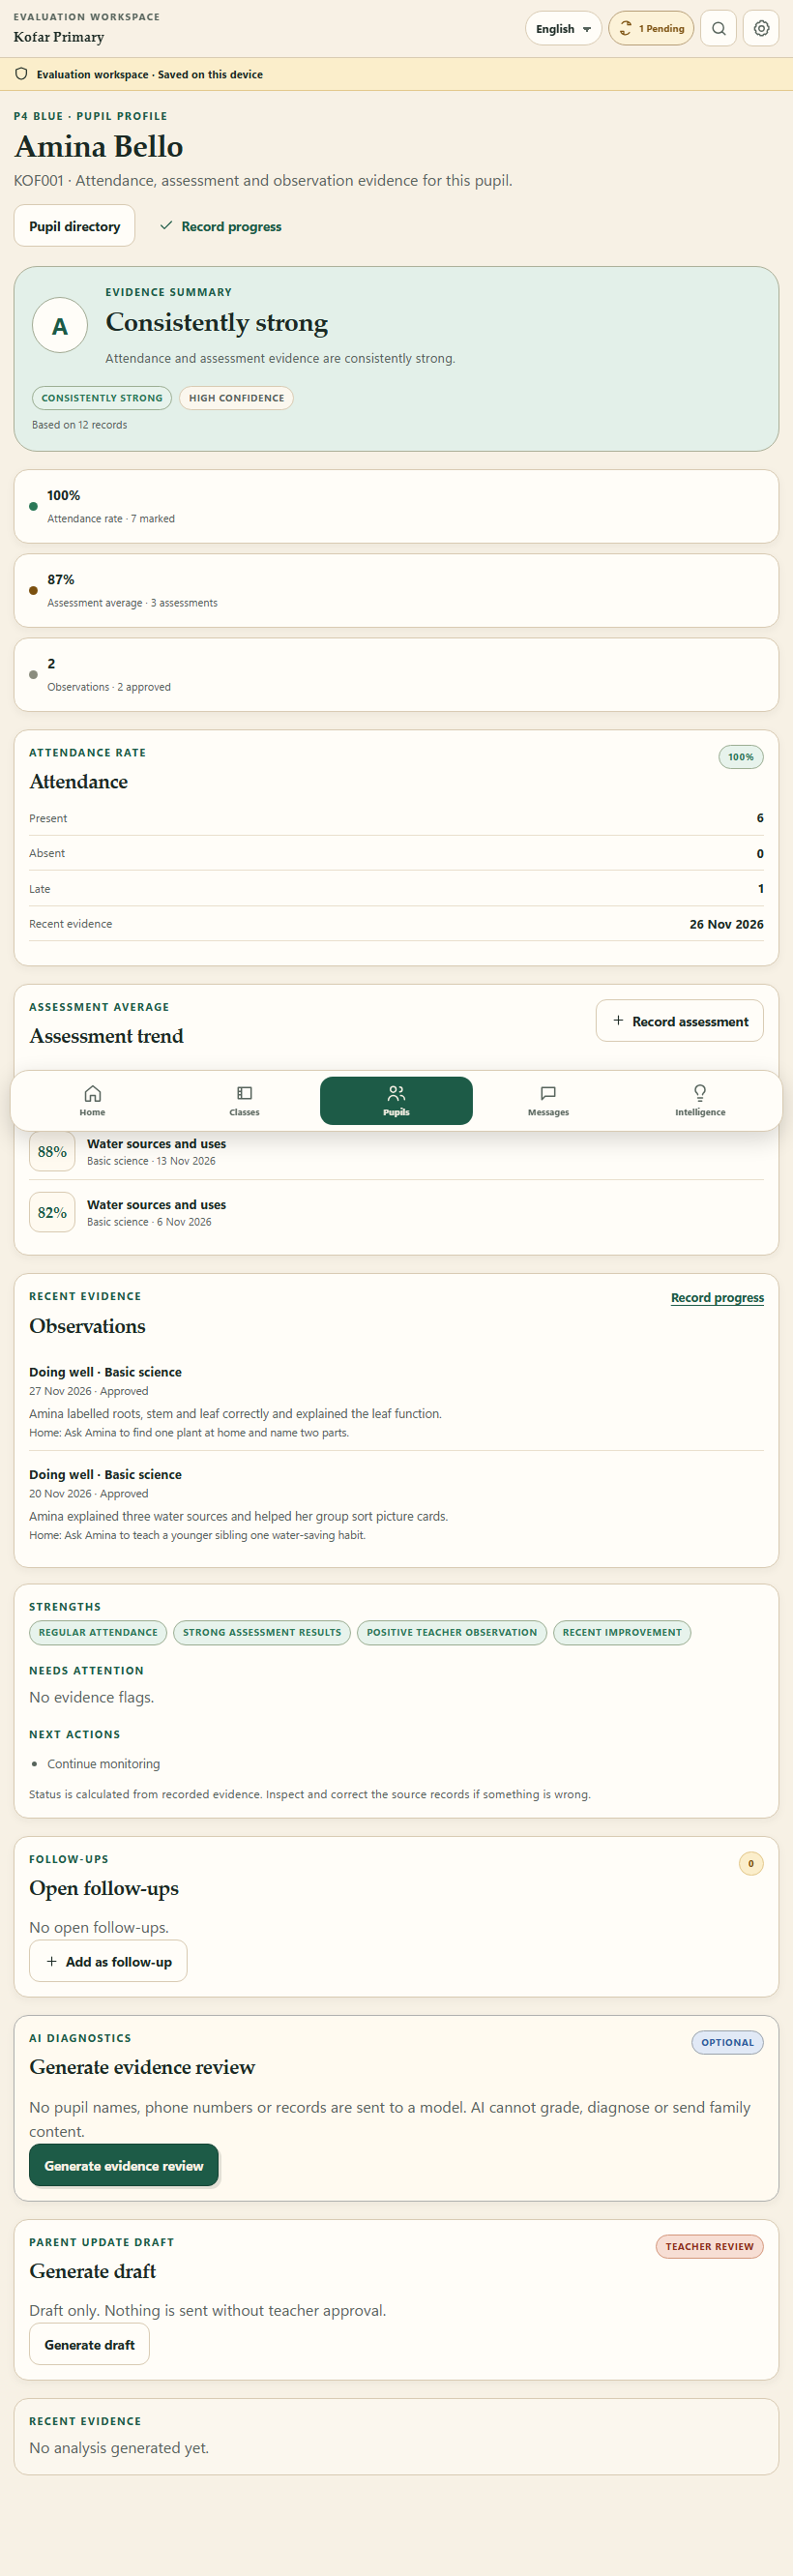 EVALUATION WORKSPACE
Kofar Primary
English
1 Pending
Evaluation workspace · Saved on this device
P4 BLUE · PUPIL PROFILE
Amina Bello
KOF001 · Attendance, assessment and observation evidence for this pupil.
Pupil directory
Record progress
A
EVIDENCE SUMMARY
Consistently strong
Attendance and assessment evidence are consistently strong.
CONSISTENTLY STRONG
HIGH CONFIDENCE
Based on 12 records
100%
Attendance rate · 7 marked
87%
Assessment average · 3 assessments
2
Observations · 2 approved
ATTENDANCE RATE
100%
Attendance
Present 6
Absent 0
Late 1
Recent evidence 26 Nov 2026
ASSESSMENT AVERAGE
Record assessment
Assessment trend
Home
Classes
Pupils
Messages
Intelligence
88%
Water sources and uses
Basic science · 13 Nov 2026
82%
Water sources and uses
Basic science · 6 Nov 2026
RECENT EVIDENCE
Record progress
Observations
Doing well · Basic science
27 Nov 2026 · Approved
Amina labelled roots, stem and leaf correctly and explained the leaf function.
Home: Ask Amina to find one plant at home and name two parts.
Doing well · Basic science
20 Nov 2026 · Approved
Amina explained three water sources and helped her group sort picture cards.
Home: Ask Amina to teach a younger sibling one water-saving habit.
STRENGTHS
REGULAR ATTENDANCE
STRONG ASSESSMENT RESULTS
POSITIVE TEACHER OBSERVATION
RECENT IMPROVEMENT
NEEDS ATTENTION
No evidence flags.
NEXT ACTIONS
Continue monitoring
Status is calculated from recorded evidence. Inspect and correct the source records if something is wrong.
FOLLOW-UPS
0
Open follow-ups
No open follow-ups.
Add as follow-up
AI DIAGNOSTICS
OPTIONAL
Generate evidence review
No pupil names, phone numbers or records are sent to a model. AI cannot grade, diagnose or send family
content.
Generate evidence review
PARENT UPDATE DRAFT
TEACHER REVIEW
Generate draft
Draft only. Nothing is sent without teacher approval.
Generate draft
RECENT EVIDENCE
No analysis generated yet.